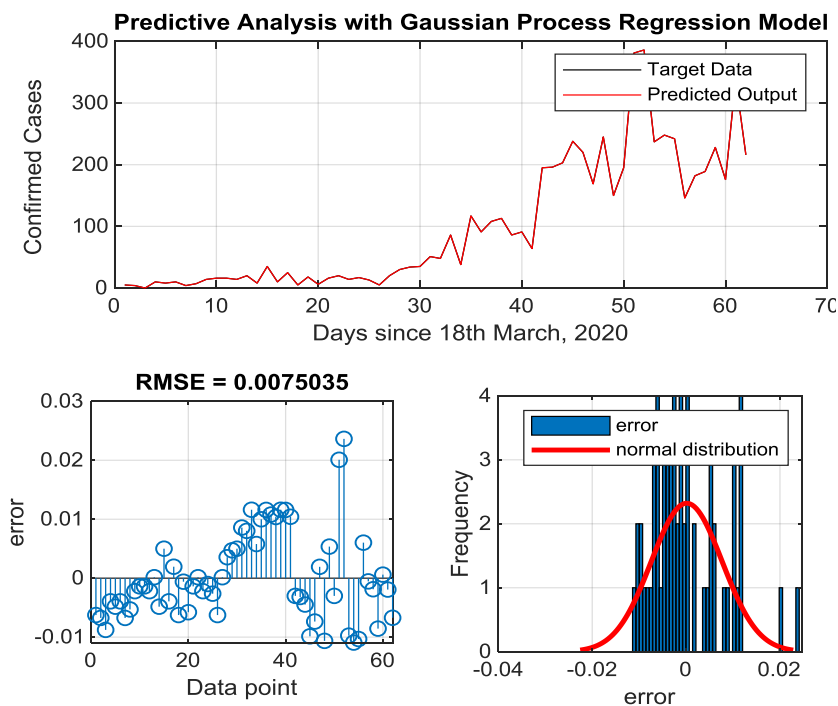 Predictive Analysis with Gaussian Process Regression Model
400
300
200
100
0
Confirmed Cases
Target Data
Predicted Output
0 10 20 30 40 50 60 70
Days since 18th March, 2020
RMSE = 0.0075035
0.03
0.02
0.01
0
-0.01
error
0 20 40 60
Data point
4
3
2
1
0
Frequency
error
normal distribution
-0.04 -0.02 0 0.02
error